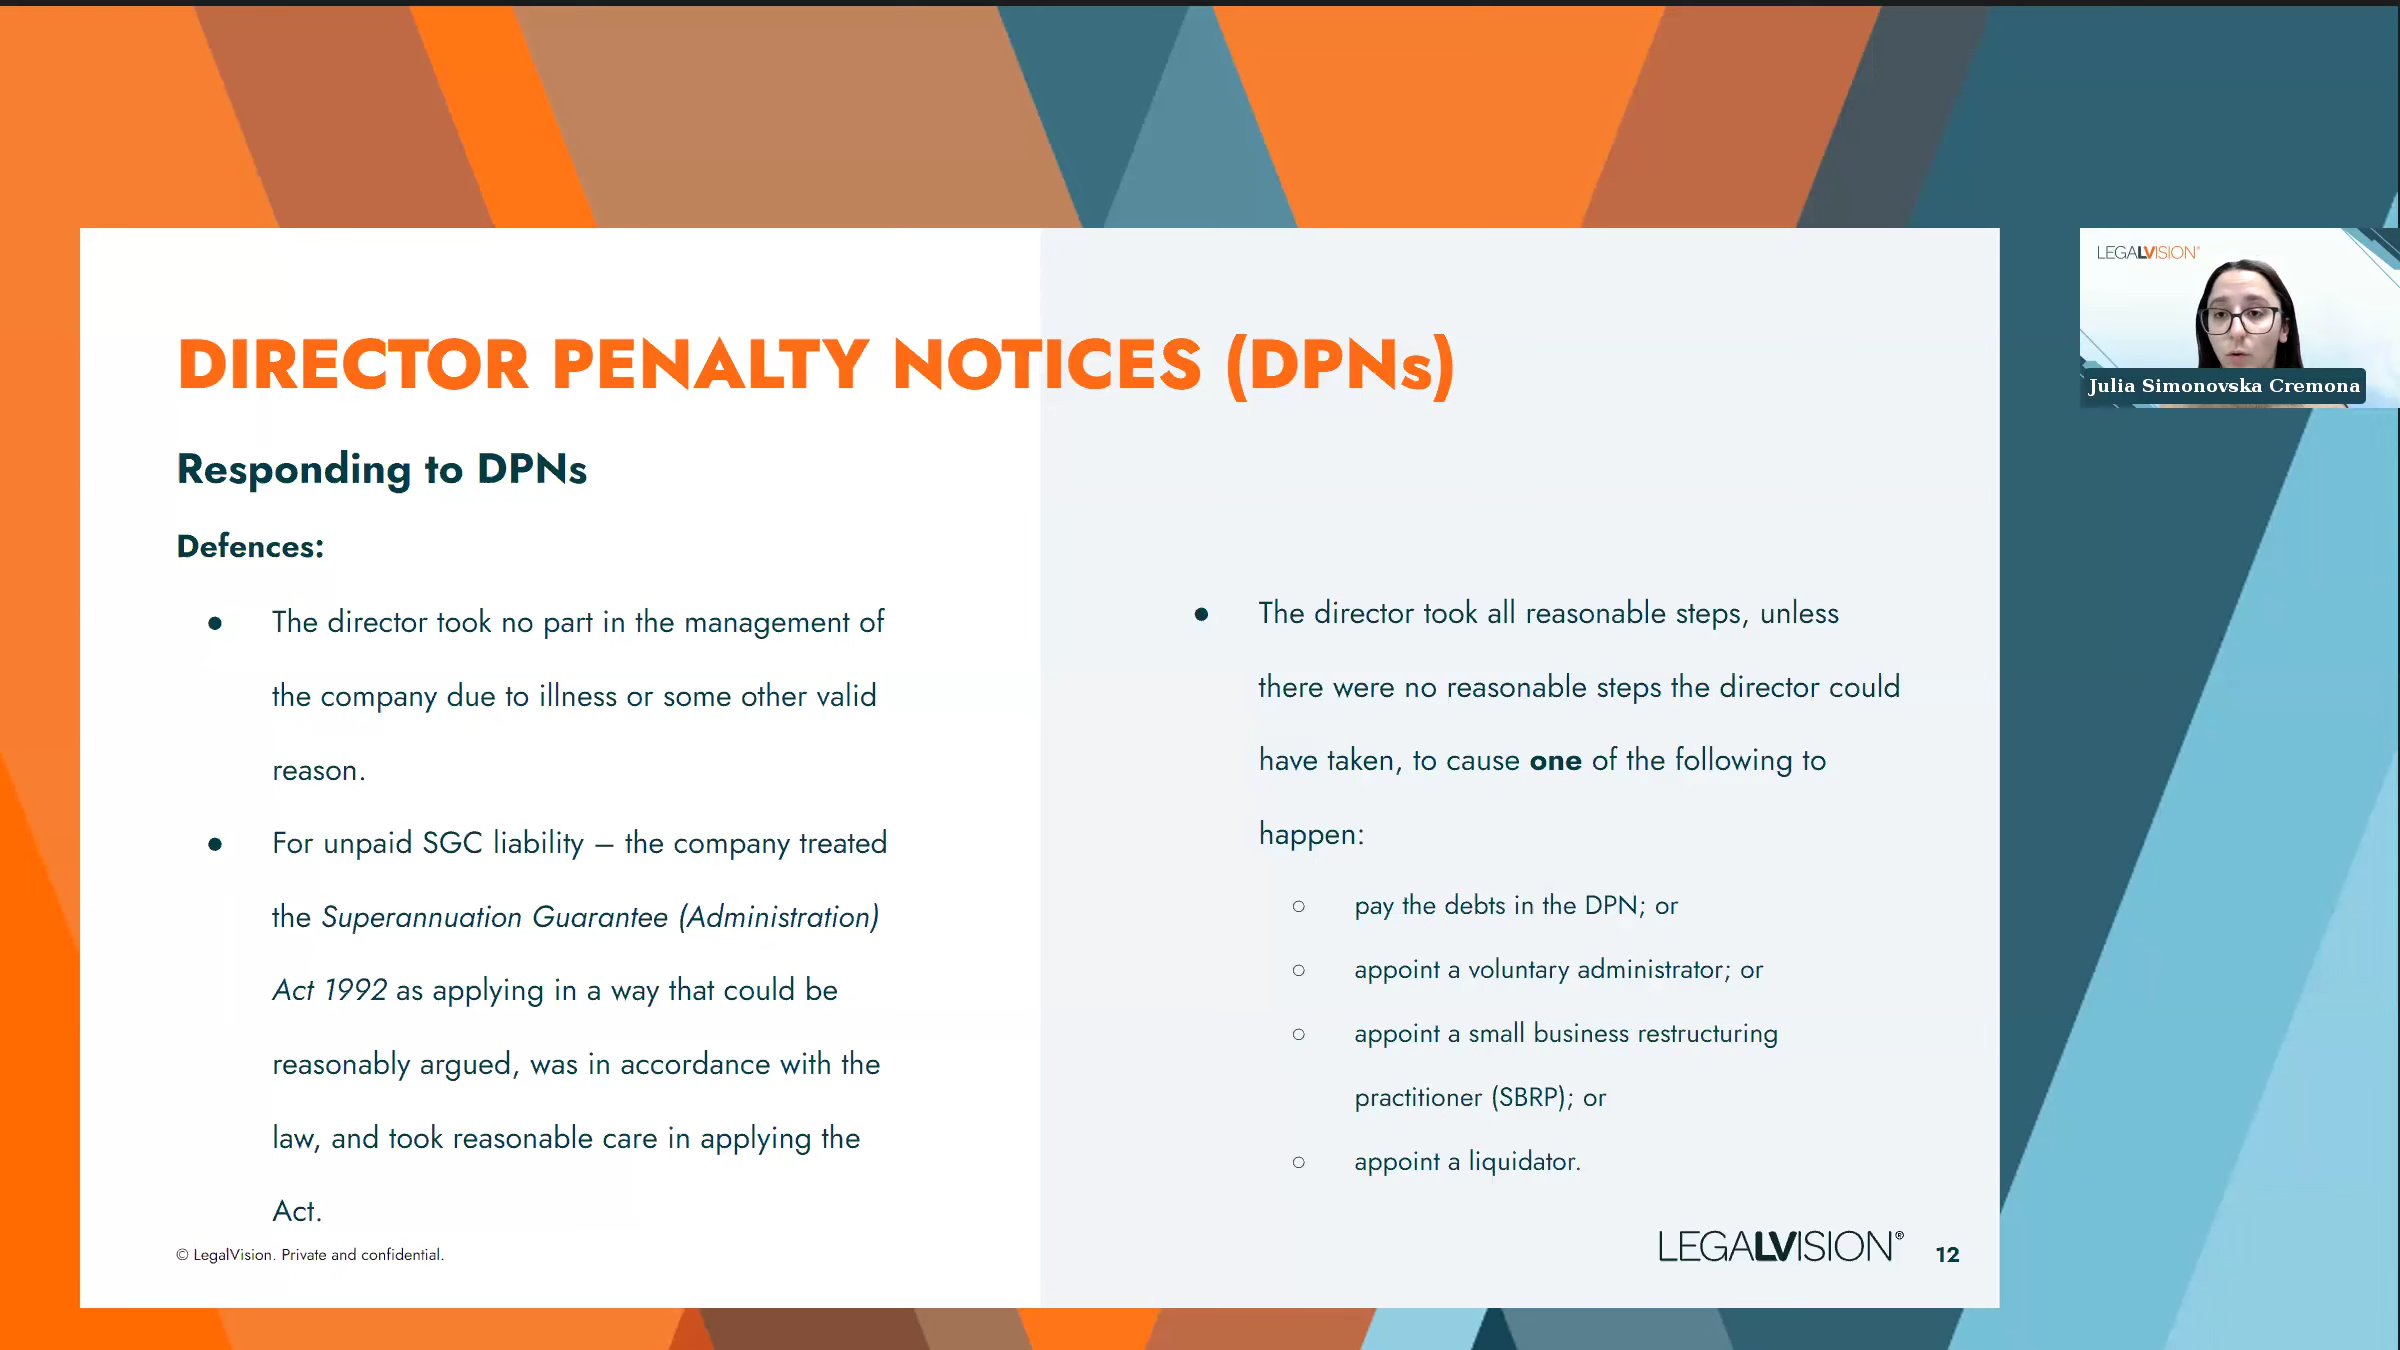 DIRECTOR PENALTY NOTICES (DPNs)
Responding to DPNs
Defences:
● The director took no part in the management of
the company due to illness or some other valid
reason.
● For unpaid SGC liability – the company treated
the Superannuation Guarantee (Administration)
Act 1992 as applying in a way that could be
reasonably argued, was in accordance with the
law, and took reasonable care in applying the
Act.
● The director took all reasonable steps, unless
there were no reasonable steps the director could
have taken, to cause one of the following to
happen:
○ pay the debts in the DPN; or
○ appoint a voluntary administrator; or
○ appoint a small business restructuring
practitioner (SBRP); or
○ appoint a liquidator.
© LegalVision. Private and confidential.
LEGALVISION®
12
LEGALVISION®
Julia Simonovska Cremona